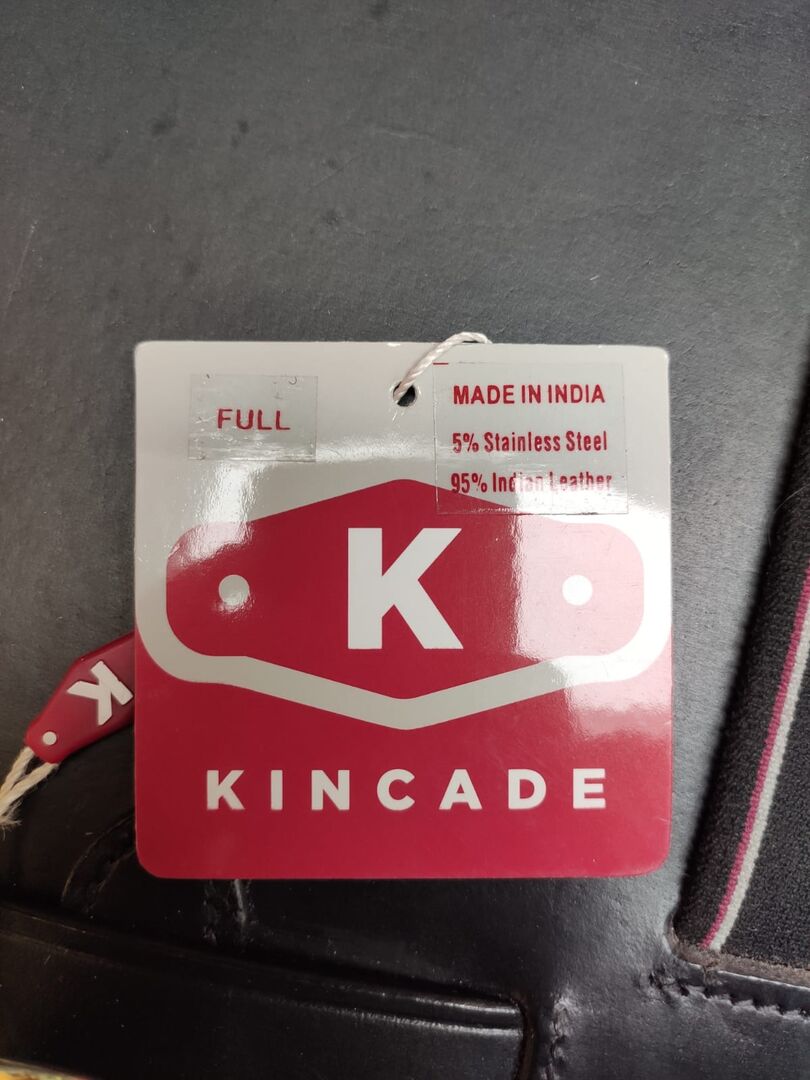 FULL
MADE IN INDIA
5% Stainless Steel
95% Indian Leather
K
K
KINCADE